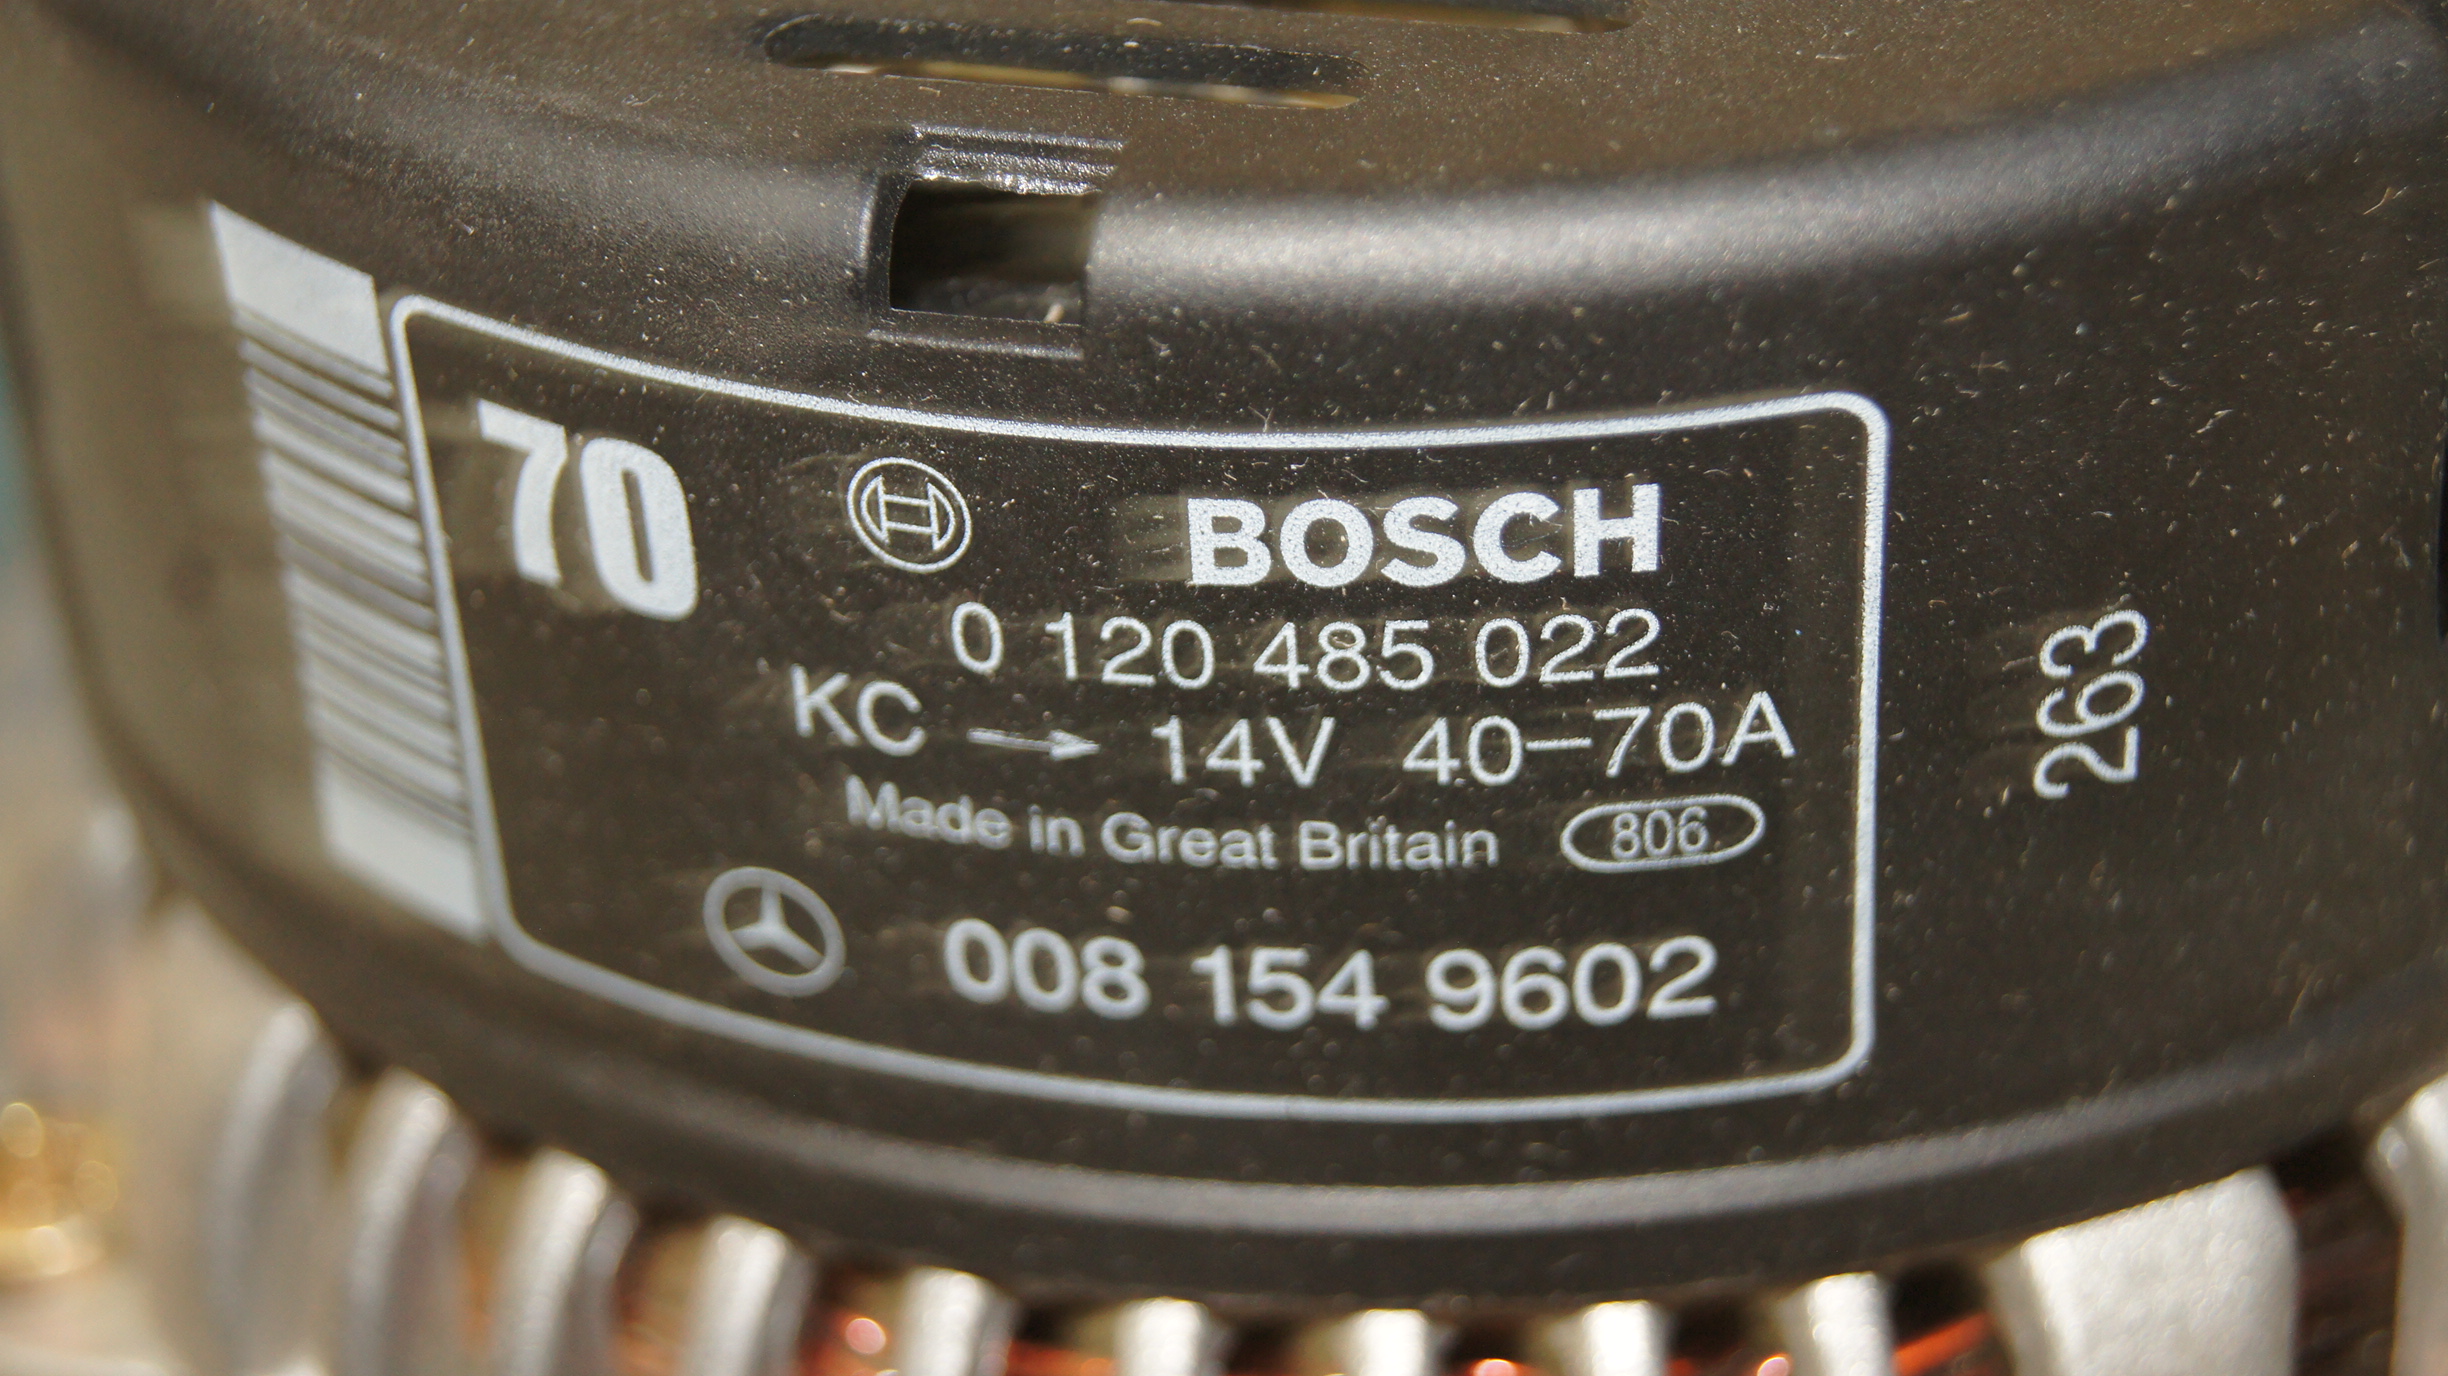 70
BOSCH
0 120 485 022
KC → 14V 40–70A
Made in Great Britain 806
008 154 9602
263